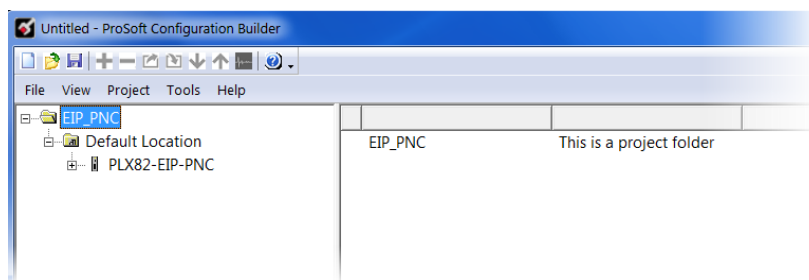 Untitled - ProSoft Configuration Builder
File View Project Tools Help
EIP_PNC
Default Location
PLX82-EIP-PNC
EIP_PNC This is a project folder